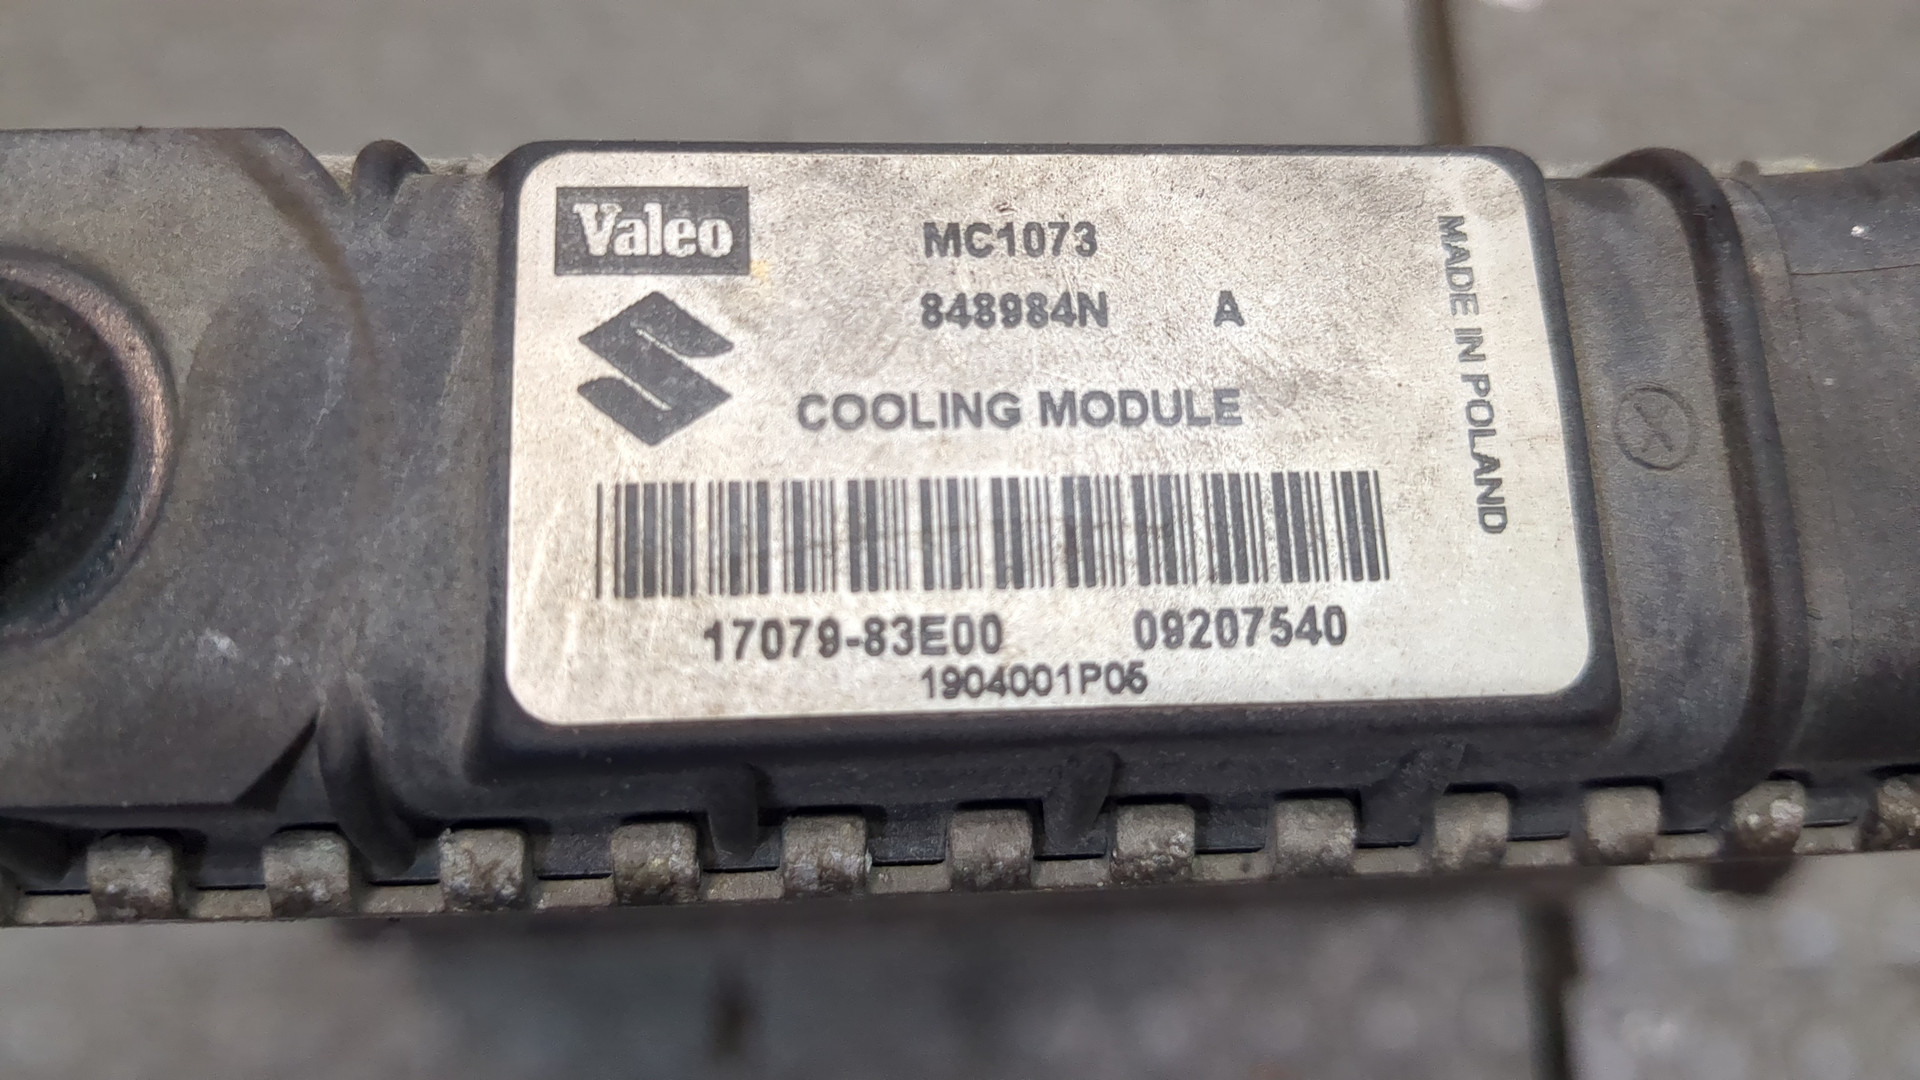 Valeo
MC1073
848984N A
COOLING MODULE
17079-83E00 09207540
1904001P05
MADE IN POLAND